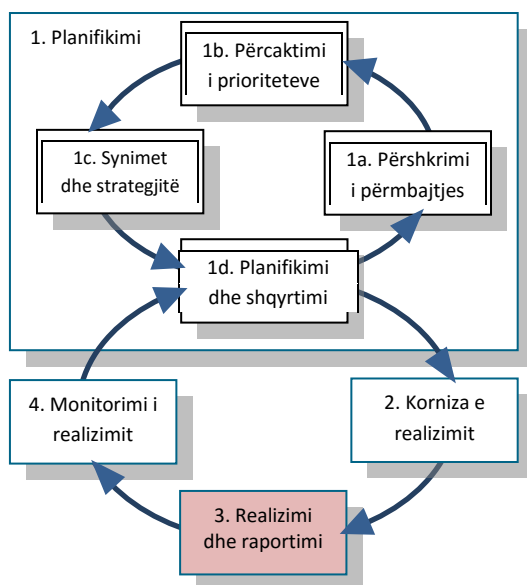 1. Planifikimi
1b. Përcaktimi
i prioriteteve
1c. Synimet
dhe strategjitë
1a. Përshkrimi
i përmbajtjes
1d. Planifikimi
dhe shqyrtimi
4. Monitorimi i
realizimit
2. Korniza e
realizimit
3. Realizimi
dhe raportimi